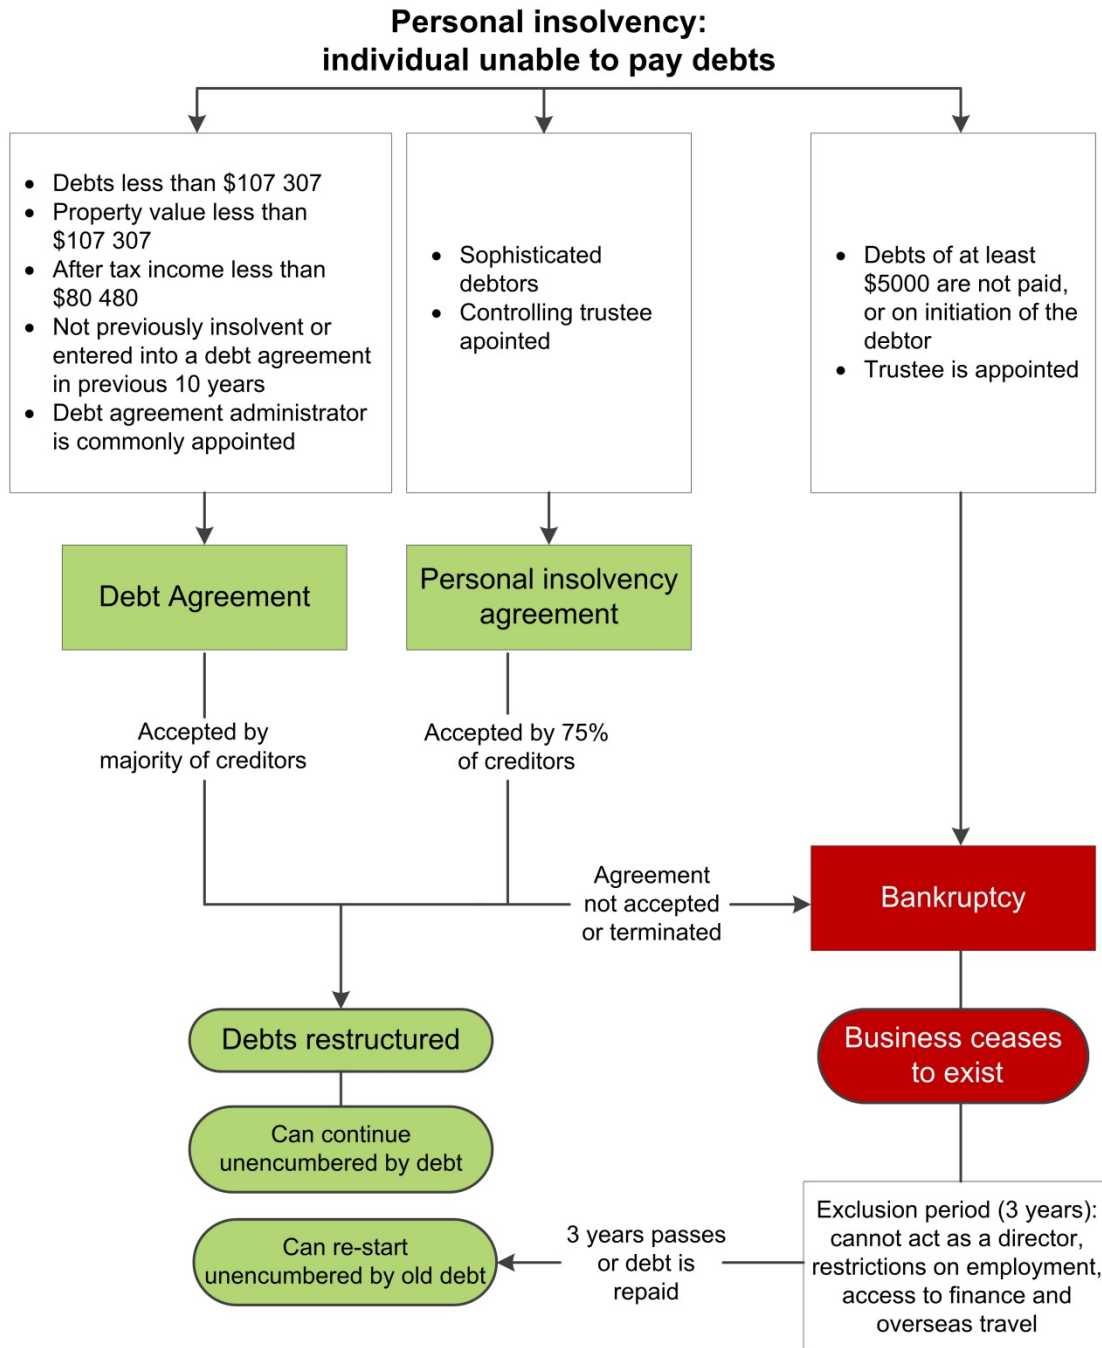 Personal insolvency:
individual unable to pay debts
• Debts less than $107 307
• Property value less than
$107 307
• After tax income less than
$80 480
• Not previously insolvent or
entered into a debt agreement
in previous 10 years
• Debt agreement administrator
is commonly appointed
• Sophisticated
debtors
• Controlling trustee
apointed
• Debts of at least
$5000 are not paid,
or on initiation of the
debtor
• Trustee is appointed
Debt Agreement
Personal insolvency
agreement
Accepted by
majority of creditors
Accepted by 75%
of creditors
Agreement
not accepted
or terminated
Bankruptcy
Debts restructured
Business ceases
to exist
Can continue
unencumbered by debt
Can re-start
unencumbered by old debt
3 years passes
or debt is
repaid
Exclusion period (3 years):
cannot act as a director,
restrictions on employment,
access to finance and
overseas travel